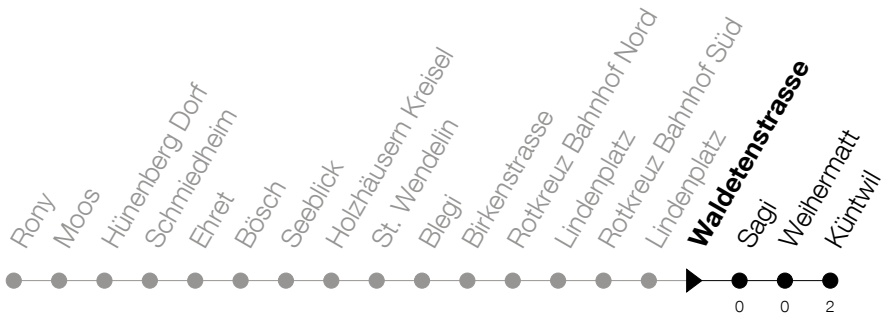 Rony
Moos
Hünenberg Dorf
Schmiedheim
Ehret
Bösch
Seeblick
Holzhäusern Kreisel
St. Wendelin
Blegi
Birkenstrasse
Rotkreuz Bahnhof Nord
Lindenplatz
Rotkreuz Bahnhof Süd
Lindenplatz
Waldetenstrasse
Sagi
Weihermatt
Küntwil
0
0
2